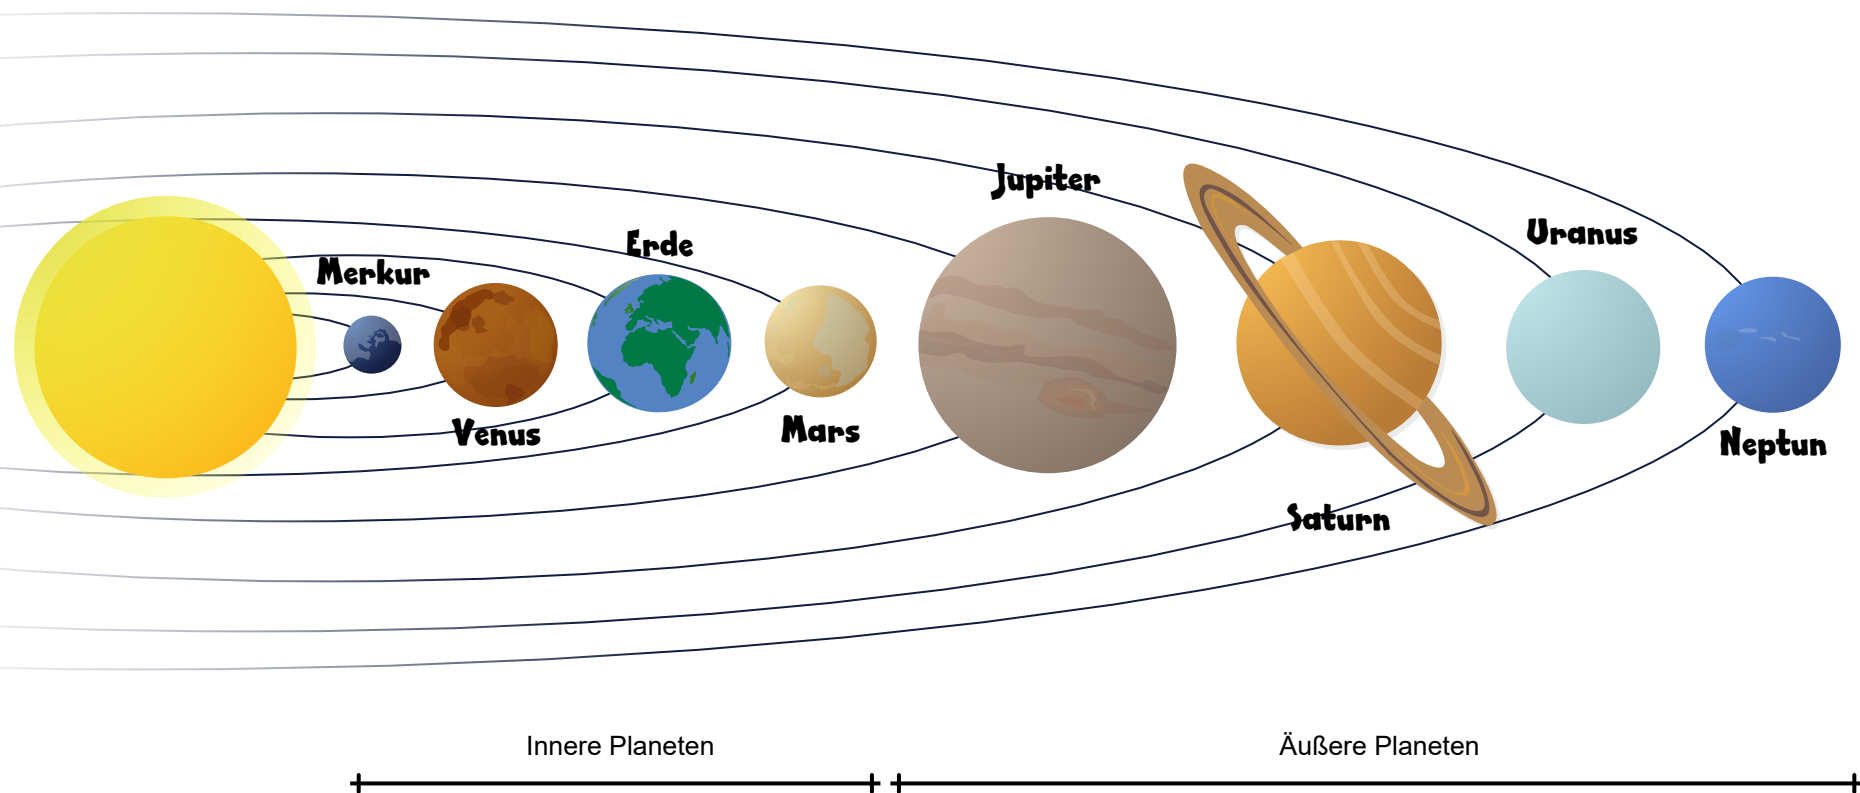 Jupiter
Uranus
Erde
Merkur
Venus
Mars
Neptun
Saturn
Innere Planeten
Äußere Planeten